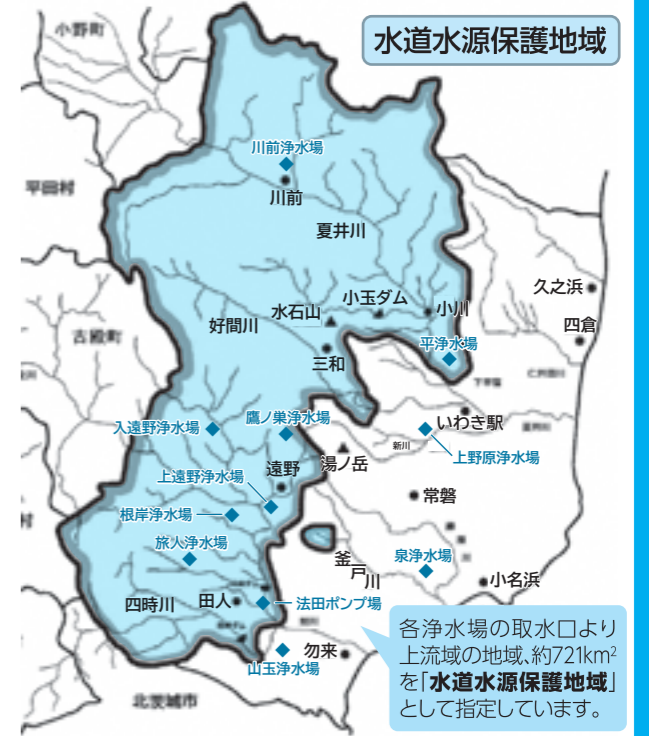 水道水源保護地域
小野町
川前浄水場
川前
平田村
夏井川
久之浜
小玉ダム
水石山
小川
好間川
四倉
古殿町
平浄水場
三和
鷹ノ巣浄水場
いわき駅
入遠野浄水場
新川
上野原浄水場
湯ノ岳
遠野
上遠野浄水場
常磐
根岸浄水場
旅人浄水場
釜戸川
泉浄水場
小名浜
四時川
田人
法田ポンプ場
勿来
山玉浄水場
北茨城市
各浄水場の取水口より
上流域の地域、約721km²
を「水道水源保護地域」
として指定しています。